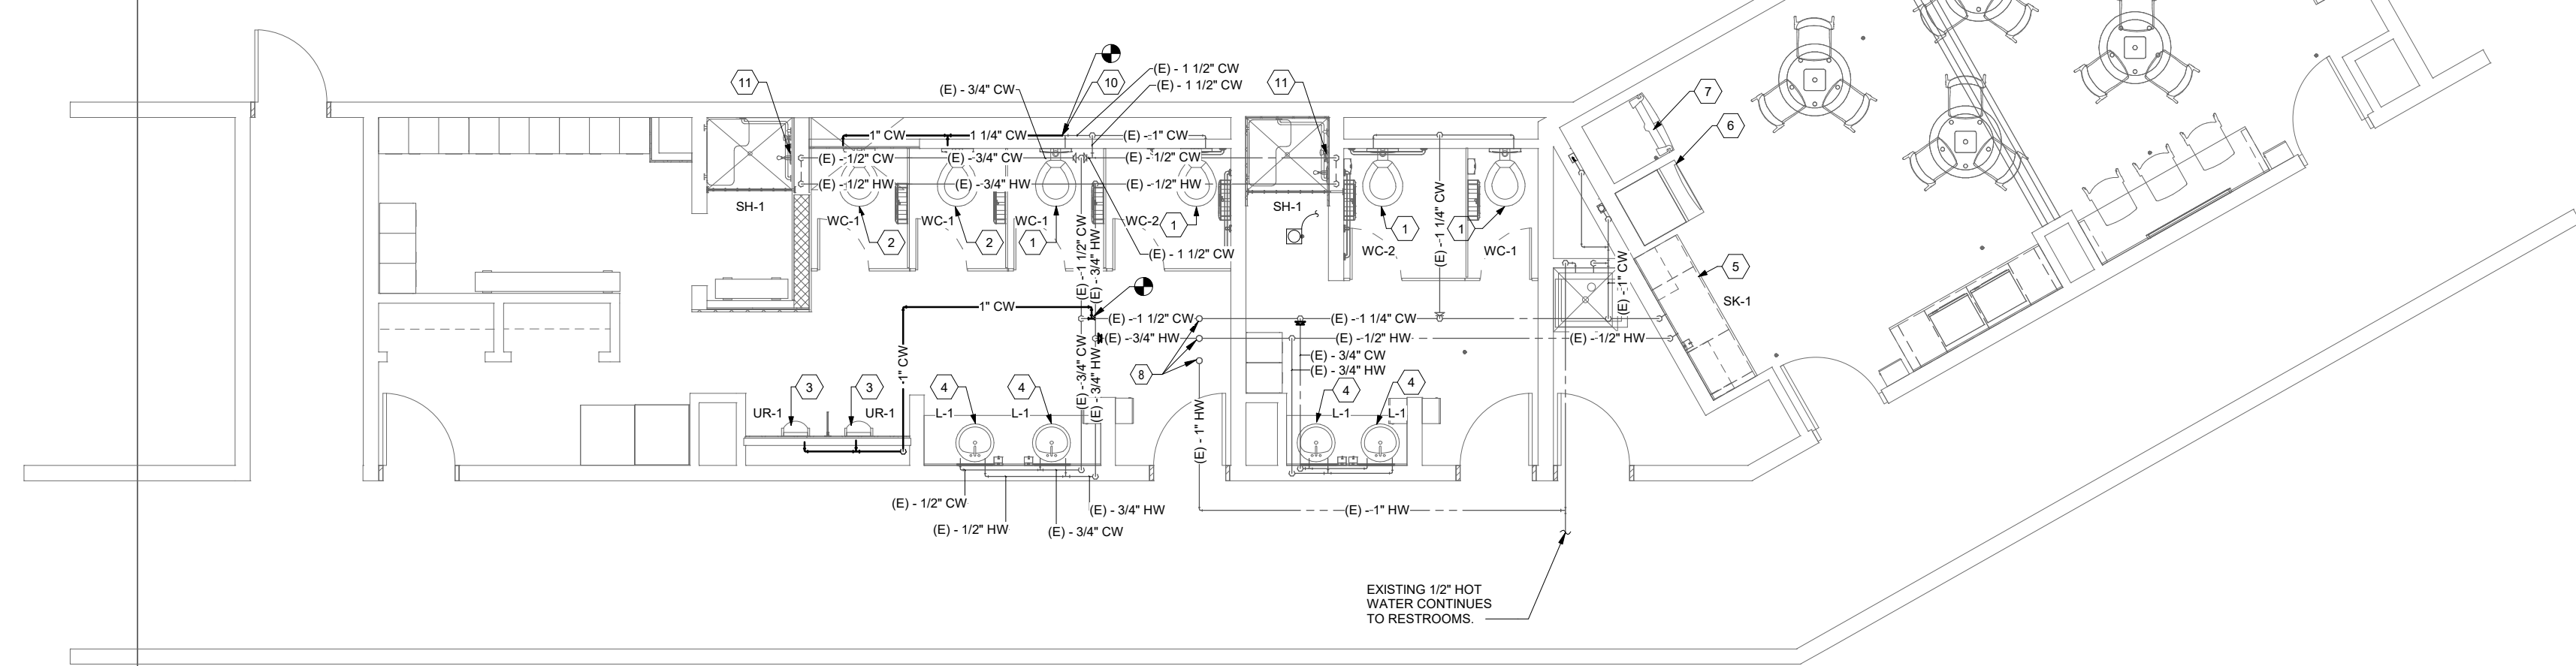 (E) - 1 1/2" CW
11
10
11
(E) - 1 1/2" CW
(E) - 3/4" CW
7
6
1" CW
1 1/4" CW
(E) - 1" CW
(E) - 1/2" CW
(E) - 3/4" CW
(E) - 1/2" CW
(E) - 1/2" HW
(E) - 3/4" HW
(E) - 1/2" HW
SH-1
SH-1
WC-1
WC-1
WC-1
WC-2
2
2
1
1
1
1
WC-2
WC-1
(E) - 1 1/2" CW
(E) - 1 1/2" CW
(E) - 3/4" HW
(E) - 1 1/4" CW
(E) - 1" CW
5
SK-1
1" CW
(E) - 1 1/2" CW
(E) - 1 1/4" CW
(E) - 3/4" HW
(E) - 1/2" HW
(E) - 1/2" HW
1" CW
(E) - 3/4" CW
(E) - 3/4" HW
(E) - 3/4" CW
(E) - 3/4" HW
8
3
3
4
4
4
4
UR-1
UR-1
L-1
L-1
L-1
L-1
(E) - 1" HW
(E) - 1/2" CW
(E) - 3/4" HW
(E) - 1" HW
(E) - 1/2" HW
(E) - 3/4" CW
EXISTING 1/2" HOT
WATER CONTINUES
TO RESTROOMS.